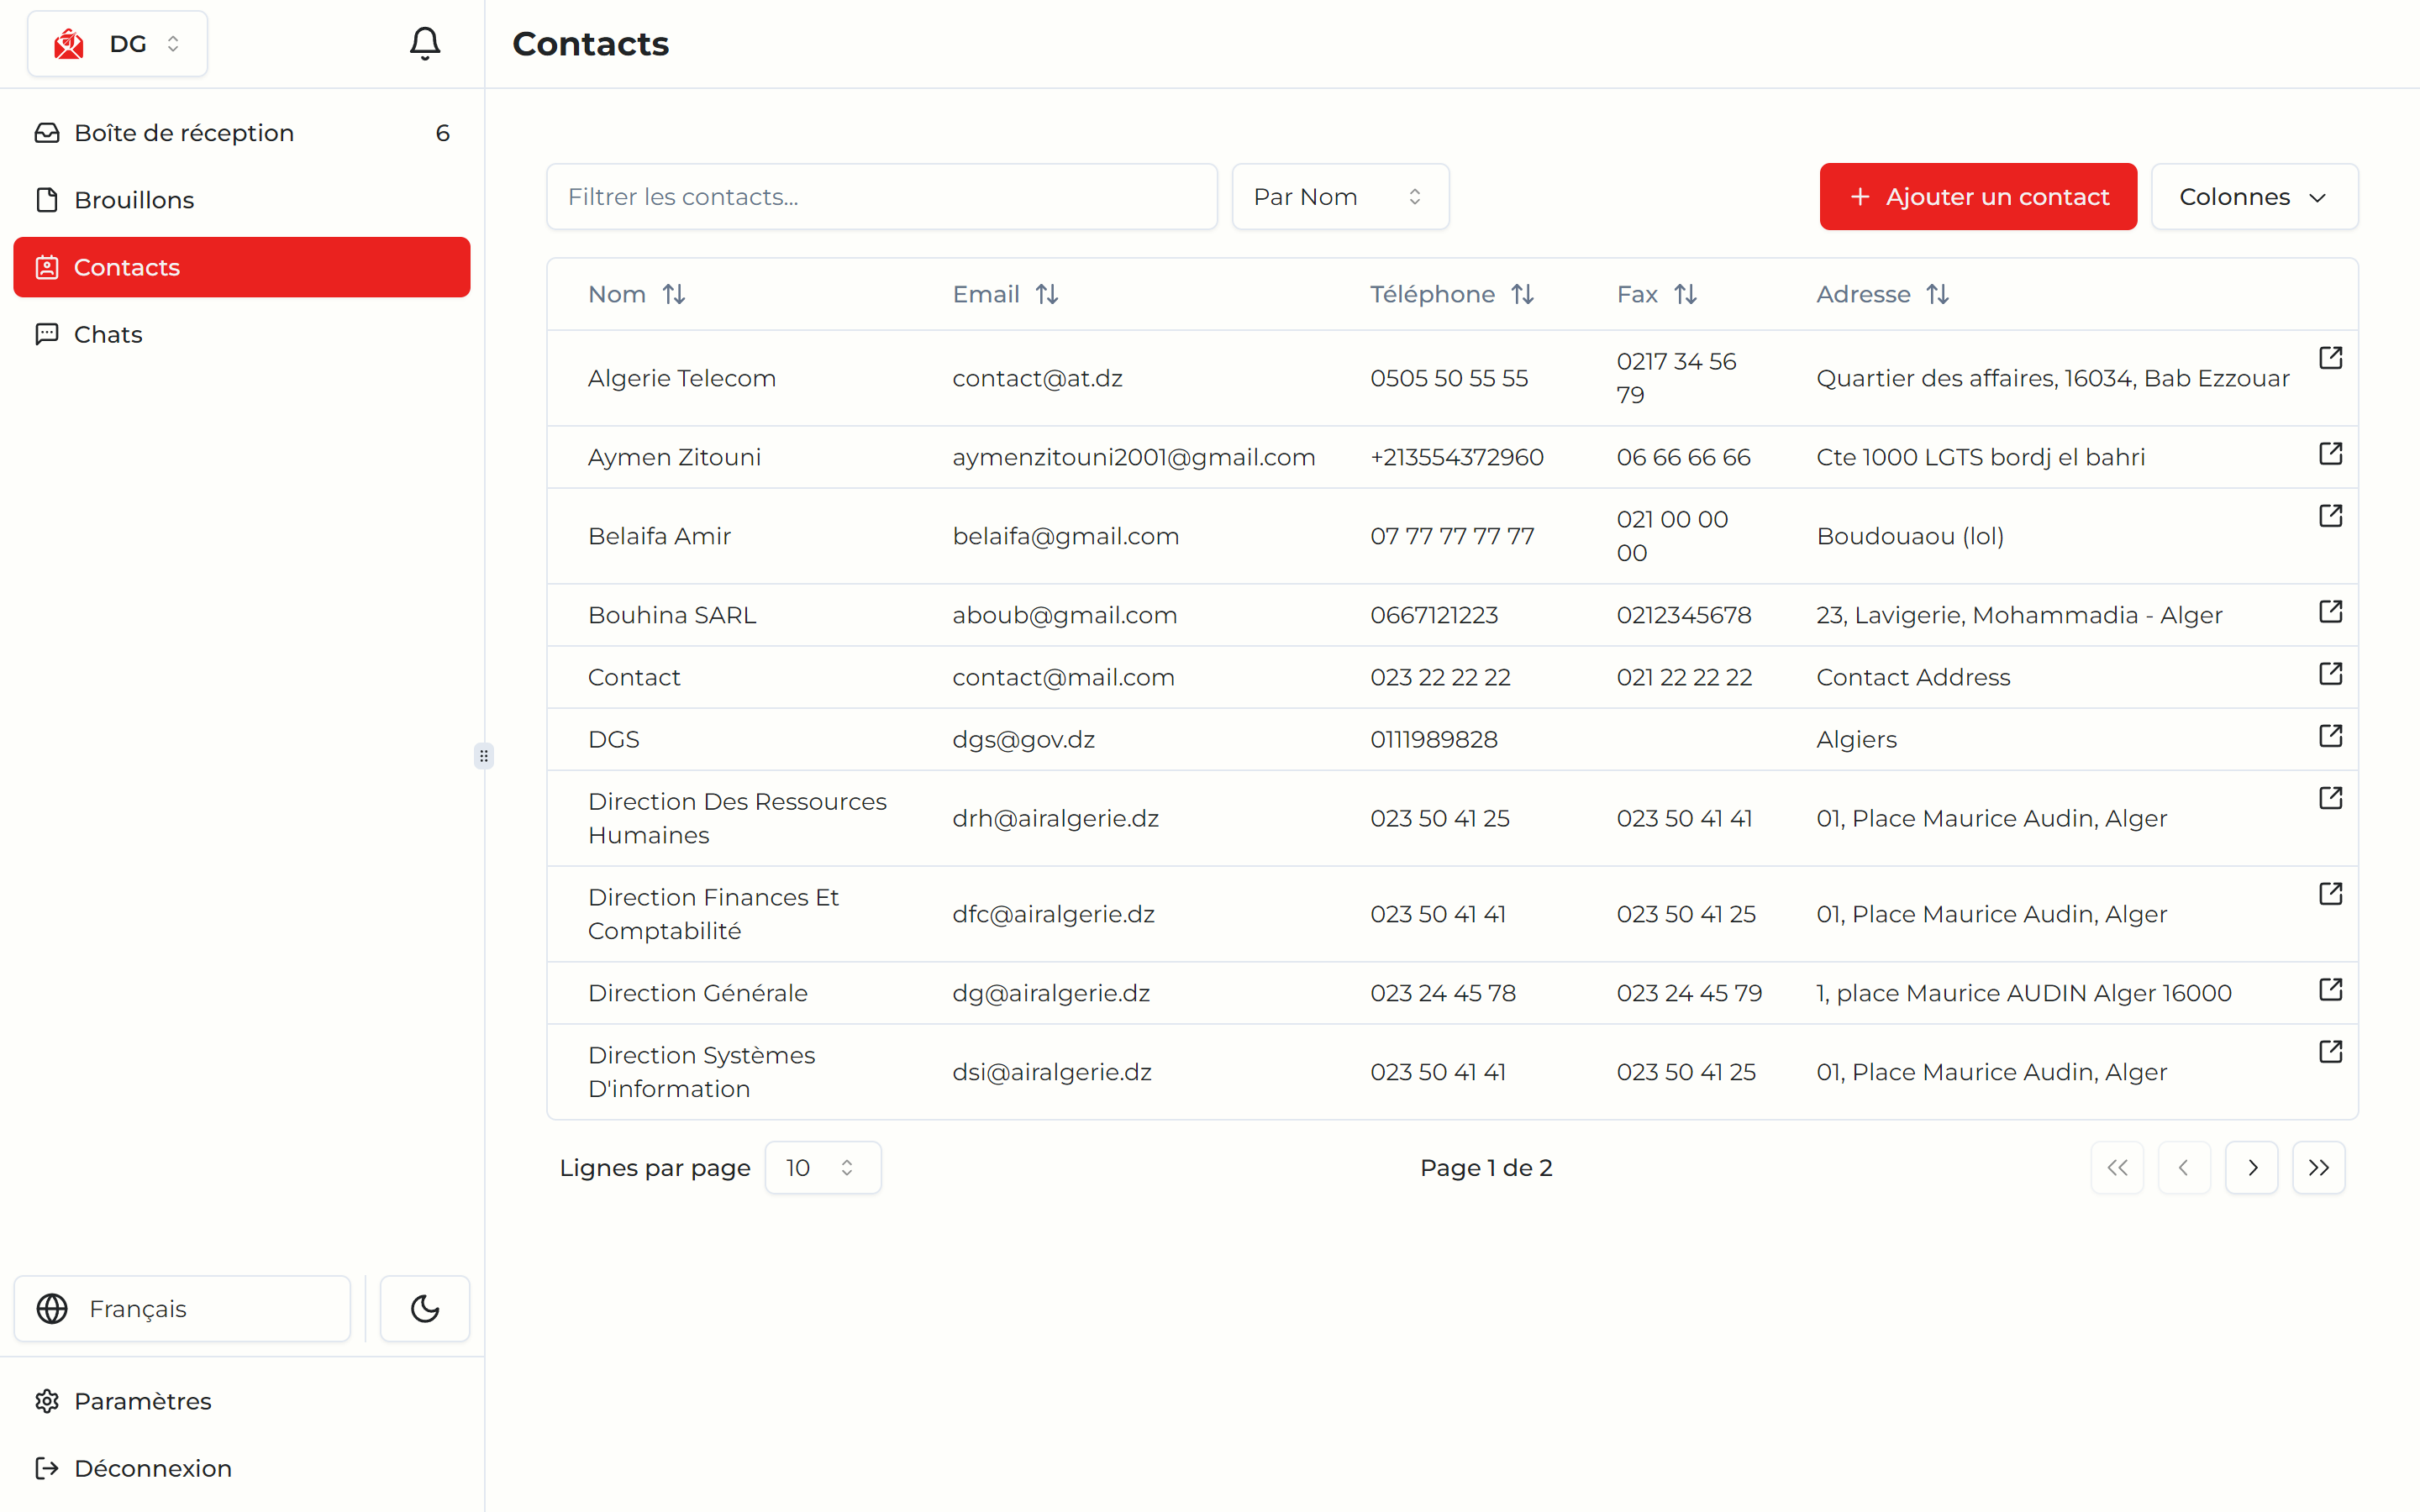 DG
Contacts
Boîte de réception 6
Brouillons
Contacts
Chats
Filtrer les contacts...
Par Nom
Ajouter un contact
Colonnes
Nom Email Téléphone Fax Adresse
Algerie Telecom contact@at.dz 0505 50 55 55 0217 34 56
79 Quartier des affaires, 16034, Bab Ezzouar
Aymen Zitouni aymenzitouni2001@gmail.com +213554372960 06 66 66 66 Cte 1000 LGTS bordj el bahri
Belaifa Amir belaifa@gmail.com 07 77 77 77 77 021 00 00
00 Boudouaou (lol)
Bouhina SARL aboub@gmail.com 0667121223 0212345678 23, Lavigerie, Mohammadia - Alger
Contact contact@mail.com 023 22 22 22 021 22 22 22 Contact Address
DGS dgs@gov.dz 0111989828 Algiers
Direction Des Ressources
Humaines drh@airalgerie.dz 023 50 41 25 023 50 41 41 01, Place Maurice Audin, Alger
Direction Finances Et
Comptabilité dfc@airalgerie.dz 023 50 41 41 023 50 41 25 01, Place Maurice Audin, Alger
Direction Générale dg@airalgerie.dz 023 24 45 78 023 24 45 79 1, place Maurice AUDIN Alger 16000
Direction Systèmes
D'information dsi@airalgerie.dz 023 50 41 41 023 50 41 25 01, Place Maurice Audin, Alger
Lignes par page 10
Page 1 de 2
Français
Paramètres
Déconnexion